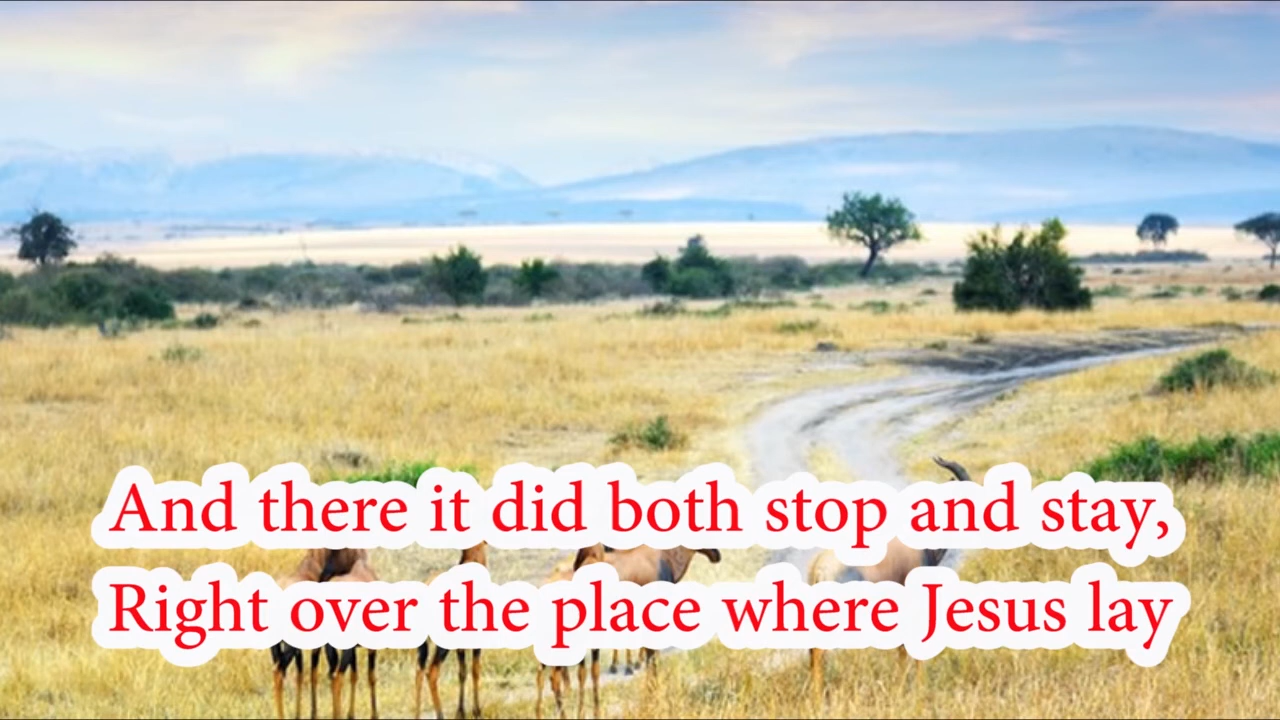 And there it did both stop and stay,
Right over the place where Jesus lay